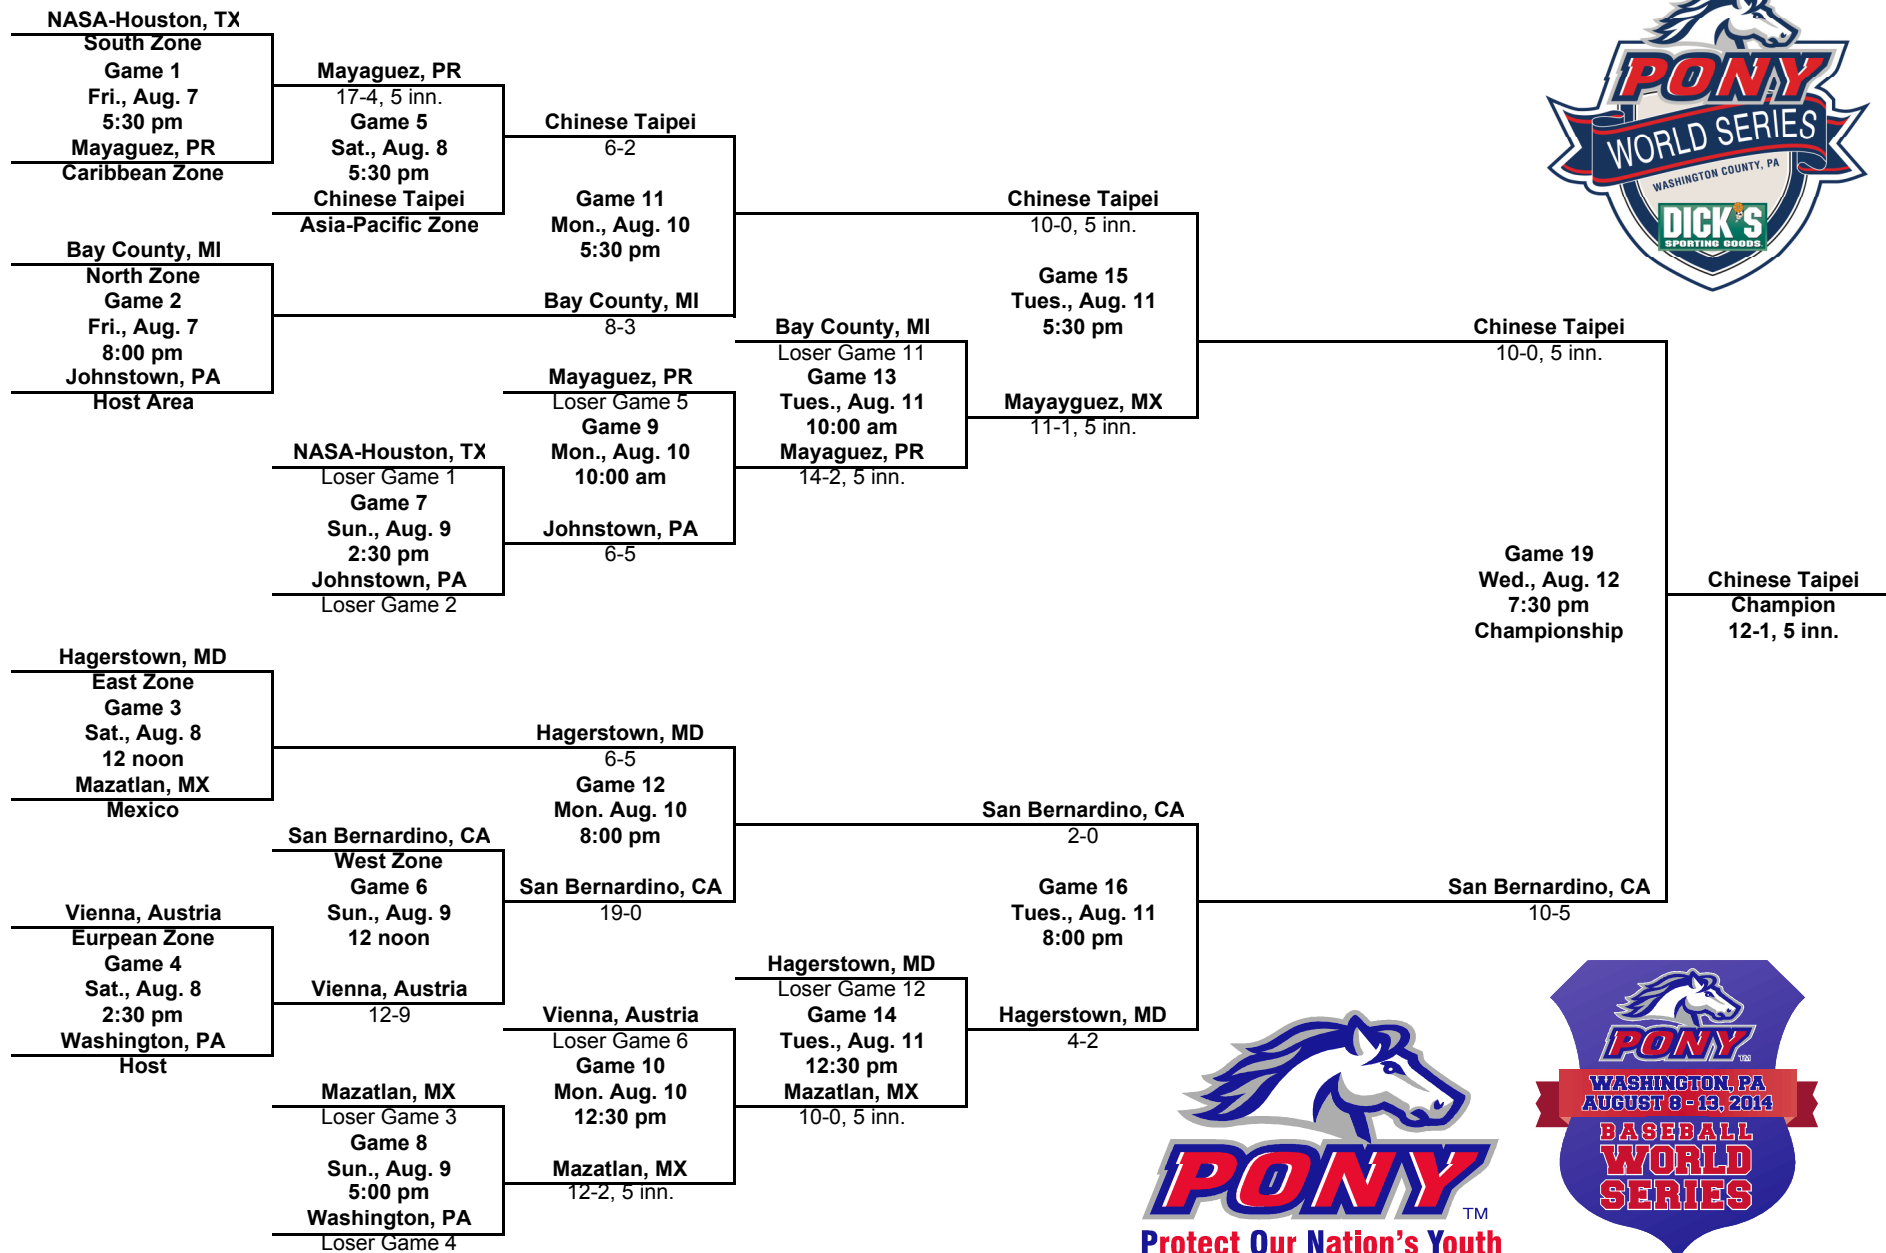 NASA-Houston, TX
South Zone
Game 1
Fri., Aug. 7
5:30 pm
Mayaguez, PR
Caribbean Zone
Bay County, MI
North Zone
Game 2
Fri., Aug. 7
8:00 pm
Johnstown, PA
Host Area
Mayaguez, PR
17-4, 5 inn.
Game 5
Sat., Aug. 8
5:30 pm
Chinese Taipei
Asia-Pacific Zone
NASA-Houston, TX
Loser Game 1
Game 7
Sun., Aug. 9
2:30 pm
Johnstown, PA
Loser Game 2
Chinese Taipei
6-2
Game 11
Mon., Aug. 10
5:30 pm
Bay County, MI
8-3
Mayaguez, PR
Loser Game 5
Game 9
Mon., Aug. 10
10:00 am
Johnstown, PA
6-5
Bay County, MI
Loser Game 11
Game 13
Tues., Aug. 11
10:00 am
Mayaguez, PR
14-2, 5 inn.
Chinese Taipei
10-0, 5 inn.
Game 15
Tues., Aug. 11
5:30 pm
Mayayguez, MX
11-1, 5 inn.
Chinese Taipei
10-0, 5 inn.
Game 19
Wed., Aug. 12
7:30 pm
Championship
Chinese Taipei
Champion
12-1, 5 inn.
Hagerstown, MD
East Zone
Game 3
Sat., Aug. 8
12 noon
Mazatlan, MX
Mexico
Vienna, Austria
Eurpean Zone
Game 4
Sat., Aug. 8
2:30 pm
Washington, PA
Host
San Bernardino, CA
West Zone
Game 6
Sun., Aug. 9
12 noon
Vienna, Austria
12-9
Mazatlan, MX
Loser Game 3
Game 8
Sun., Aug. 9
5:00 pm
Washington, PA
Loser Game 4
Hagerstown, MD
6-5
Game 12
Mon. Aug. 10
8:00 pm
San Bernardino, CA
19-0
Vienna, Austria
Loser Game 6
Game 10
Mon. Aug. 10
12:30 pm
Mazatlan, MX
12-2, 5 inn.
Hagerstown, MD
Loser Game 12
Game 14
Tues., Aug. 11
12:30 pm
Mazatlan, MX
10-0, 5 inn.
San Bernardino, CA
2-0
Game 16
Tues., Aug. 11
8:00 pm
Hagerstown, MD
4-2
San Bernardino, CA
10-5
PONY
WORLD SERIES
WASHINGTON COUNTY, PA
DICK'S
SPORTING GOODS
PONY
TM
Protect Our Nation's Youth
PONY
TM
WASHINGTON, PA
AUGUST 8 - 13, 2014
BASEBALL
WORLD
SERIES